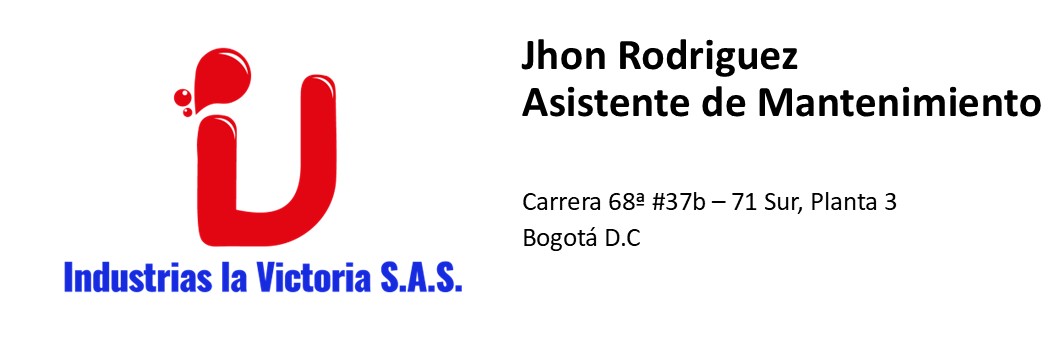 Jhon Rodriguez
Asistente de Mantenimiento
Carrera 68ª #37b – 71 Sur, Planta 3
Bogotá D.C
Industrias la Victoria S.A.S.